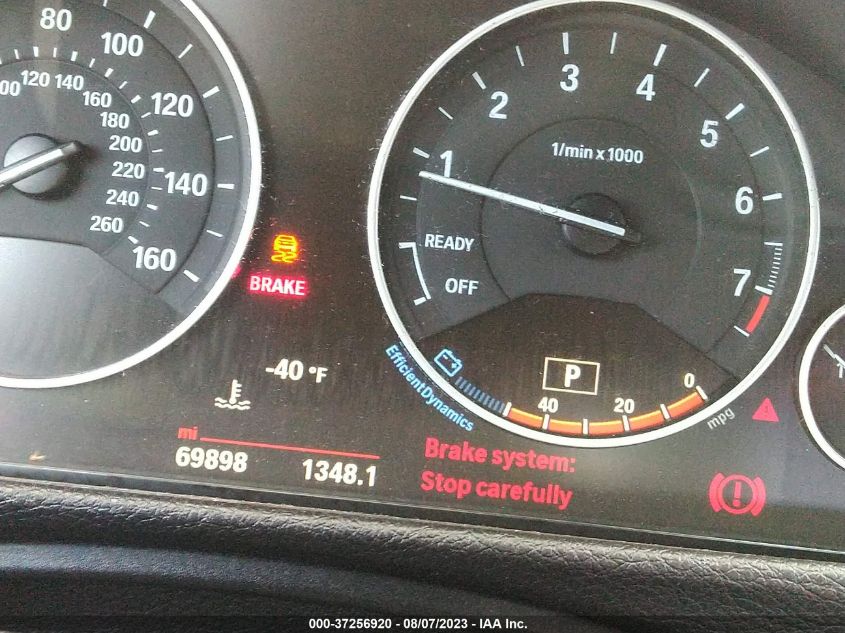 80
100
120
140
160
00 120 140
160
180
200
220
240
260
1
2
3
4
5
6
7
1/min x 1000
READY
OFF
BRAKE
-40 °F
EfficientDynamics
P
40
20
0
mpg
mi
69898
1348.1
Brake system:
Stop carefully
000-37256920 - 08/07/2023 - IAA Inc.